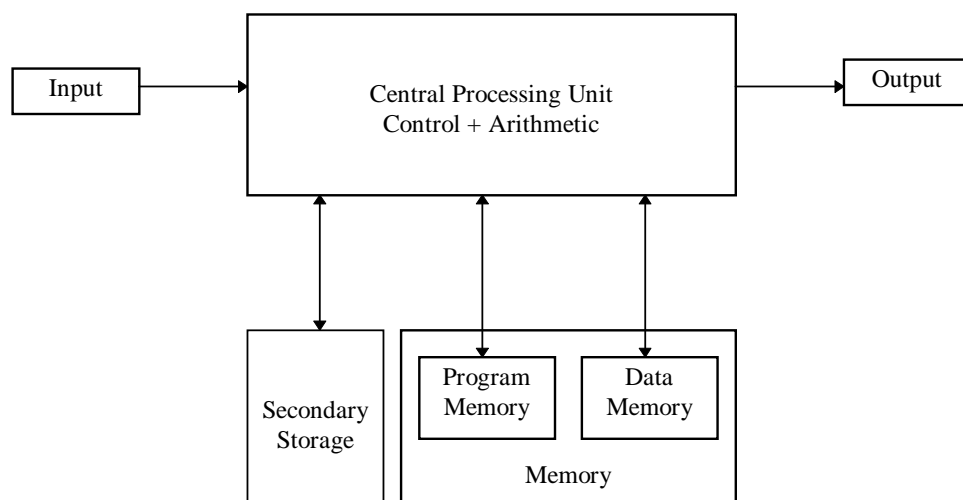 Input
Central Processing Unit
Control + Arithmetic
Output
Secondary
Storage
Program
Memory
Data
Memory
Memory